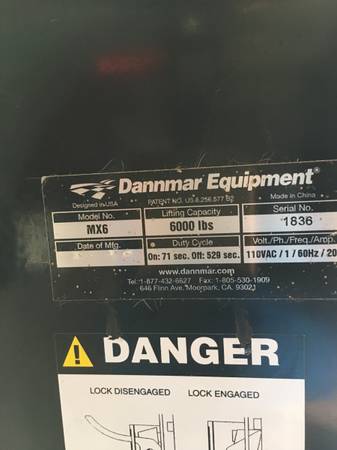 Dannmar Equipment®
Designed in USA
PATENT NO. US 6,256,577 B2
Made in China
Model No.
Lifting Capacity
Serial No.
MX6
6000 lbs
1836
Date of Mfg.
Duty Cycle
Volt./Ph./Freq./Amp.
On: 71 sec. Off: 529 sec.
110VAC / 1 / 60Hz / 20
www.dannmar.com
Tel:1-877-432-6627 Fax: 1-805-530-1909
646 Flinn Ave, Moorpark, CA. 93021
DANGER
LOCK DISENGAGED
LOCK ENGAGED